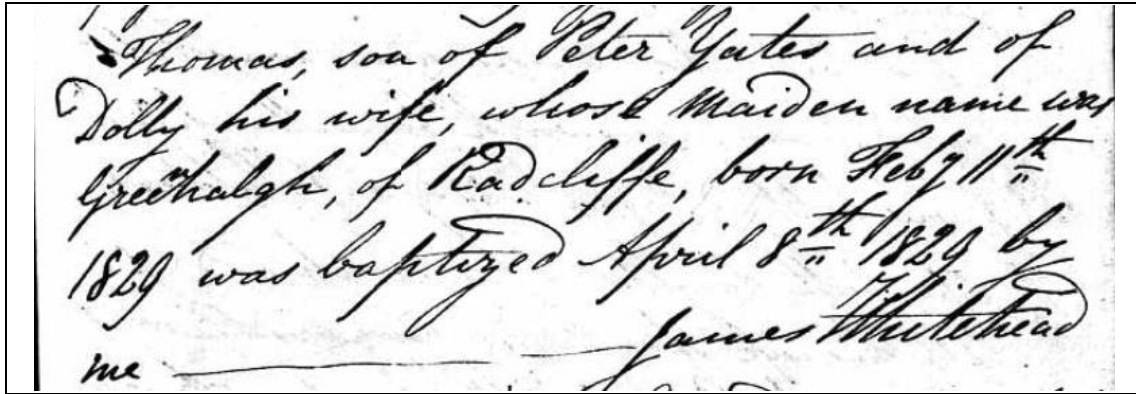 Thomas, son of Peter Yates and of
Dolly his wife, whose Maiden name was
Greenhalgh, of Radcliffe, born Feby 11th
1829 was baptized April 8th 1829 by
me James Whitehead